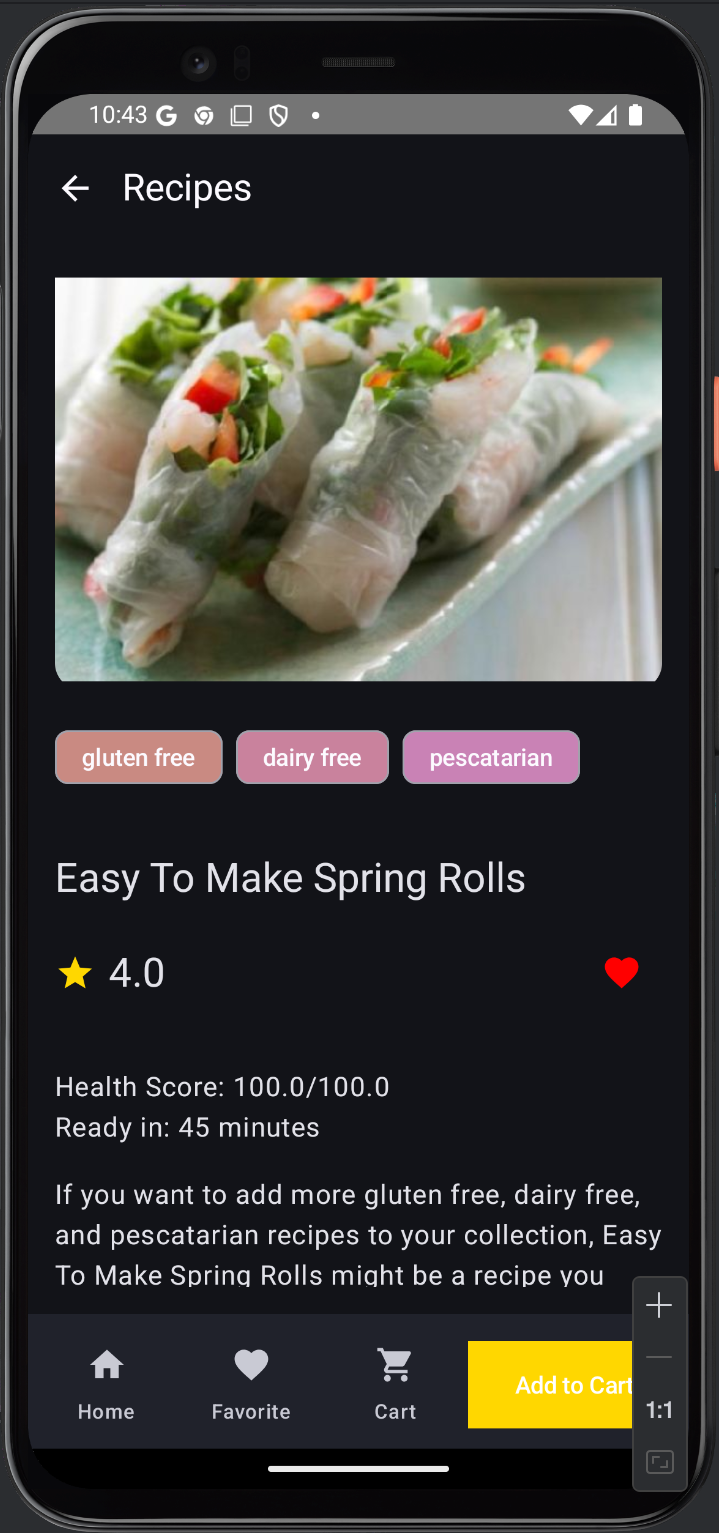 10:43
Recipes
gluten free
dairy free
pescatarian
Easy To Make Spring Rolls
4.0
Health Score: 100.0/100.0
Ready in: 45 minutes
If you want to add more gluten free, dairy free,
and pescatarian recipes to your collection, Easy
To Make Spring Rolls might be a recipe you
Home
Favorite
Cart
Add to Cart
1:1